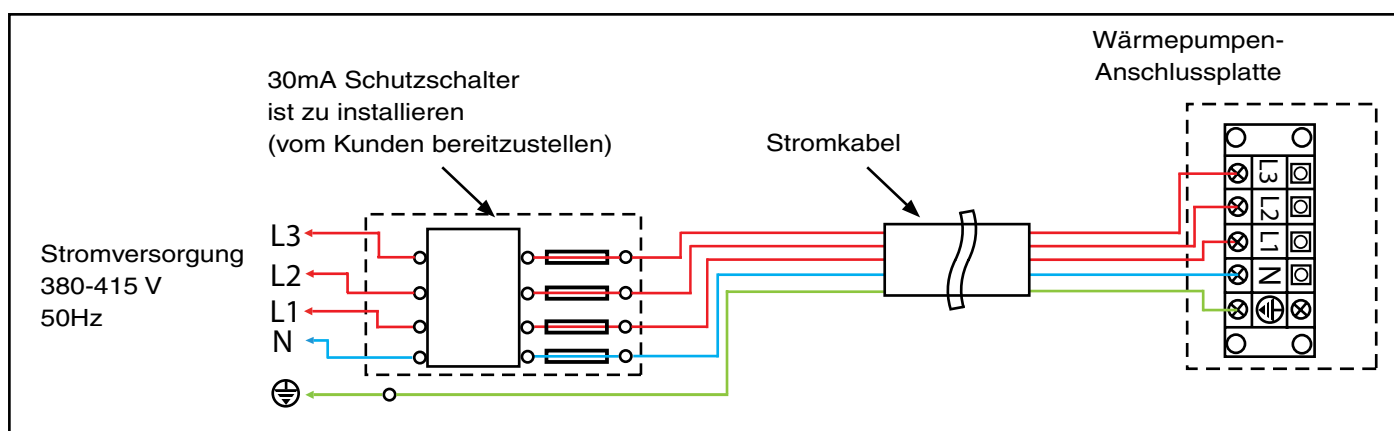 Wärmepumpen-
Anschlussplatte
30mA Schutzschalter
ist zu installieren
(vom Kunden bereitzustellen)
Stromkabel
Stromversorgung
380-415 V
50Hz
L3
L2
L1
N
L3
L2
L1
N